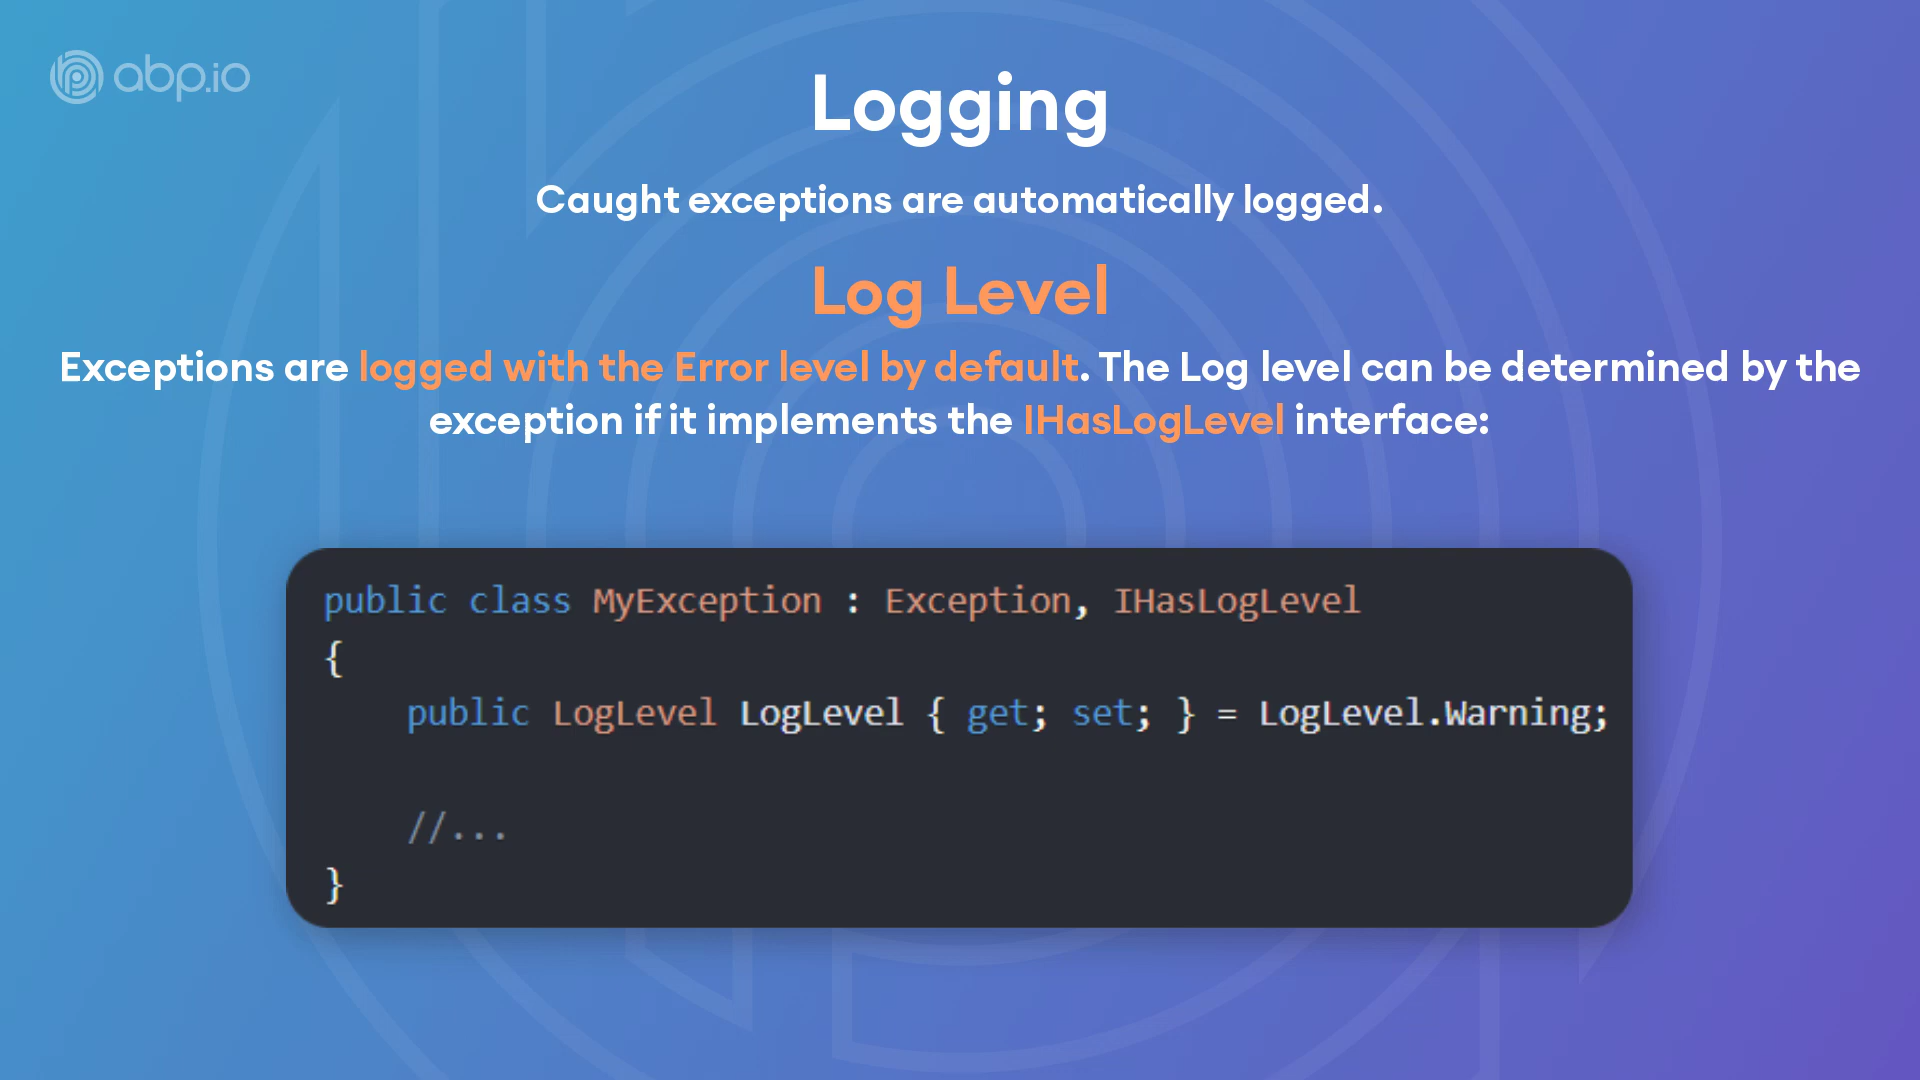 abp.io
Logging
Caught exceptions are automatically logged.
Log Level
Exceptions are logged with the Error level by default. The Log level can be determined by the
exception if it implements the IHasLogLevel interface:
public class MyException : Exception, IHasLogLevel
{
    public LogLevel LogLevel { get; set; } = LogLevel.Warning;
    //...
}